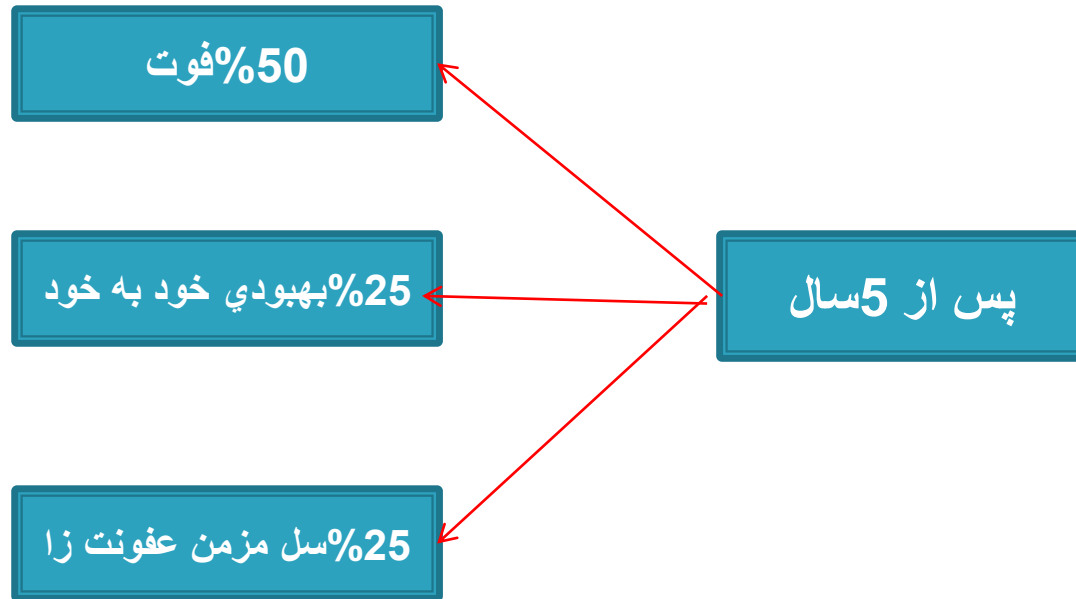 50%فوت
پس از 5سال
25%بهبودي خود به خود
25%سل مزمن عفونت زا